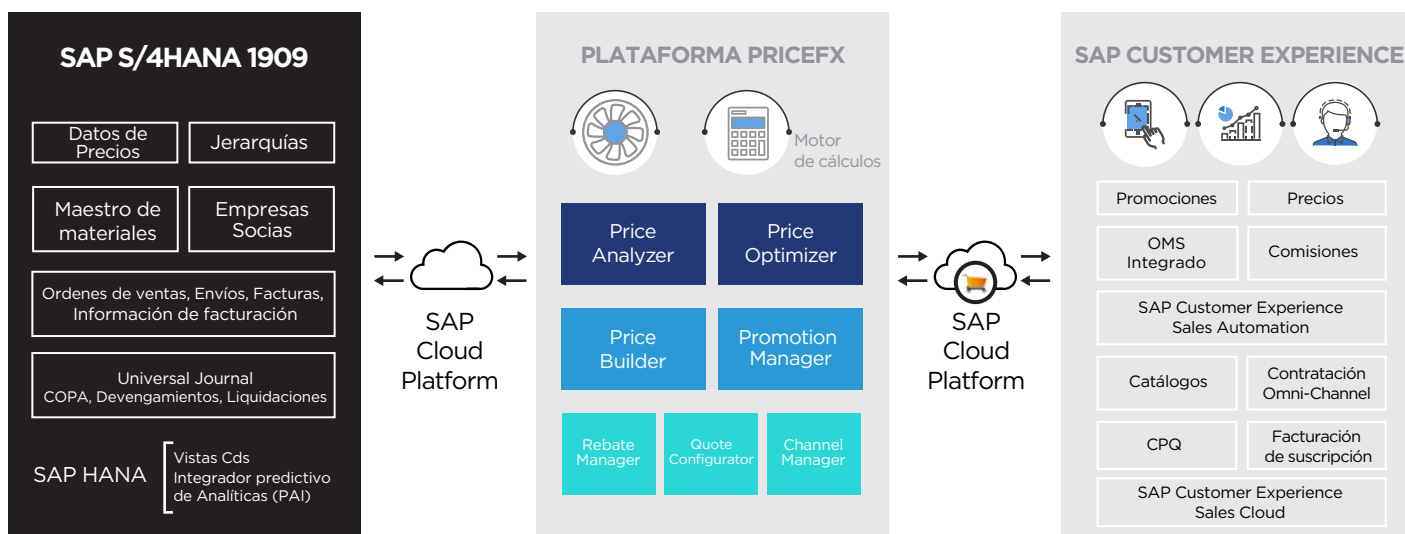 SAP S/4HANA 1909
Datos de
Precios
Jerarquías
Maestro de
materiales
Empresas
Socias
Ordenes de ventas, Envíos, Facturas,
Información de facturación
Universal Journal
COPA, Devengamientos, Liquidaciones
SAP HANA
Vistas Cds
Integrador predictivo
de Analíticas (PAI)
SAP
Cloud
Platform
PLATAFORMA PRICEFX
Motor
de cálculos
Price
Analyzer
Price
Optimizer
Price
Builder
Promotion
Manager
Rebate
Manager
Quote
Configurator
Channel
Manager
SAP
Cloud
Platform
SAP CUSTOMER EXPERIENCE
Promociones
Precios
OMS
Integrado
Comisiones
SAP Customer Experience
Sales Automation
Catálogos
Contratación
Omni-Channel
CPQ
Facturación
de suscripción
SAP Customer Experience
Sales Cloud